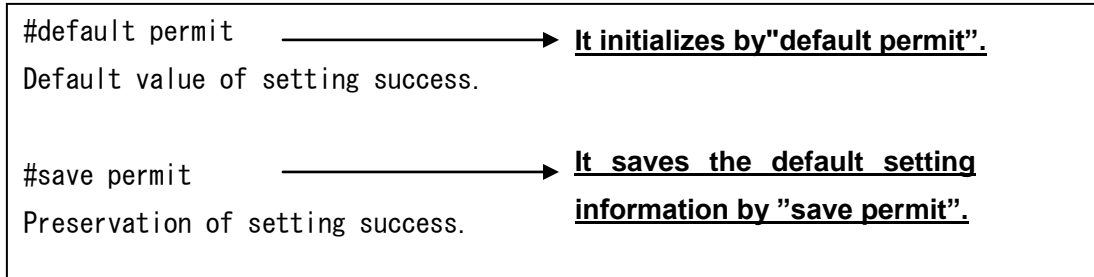 #default permit
It initializes by"default permit”.
Default value of setting success.
#save permit
It saves the default setting
information by ”save permit”.
Preservation of setting success.